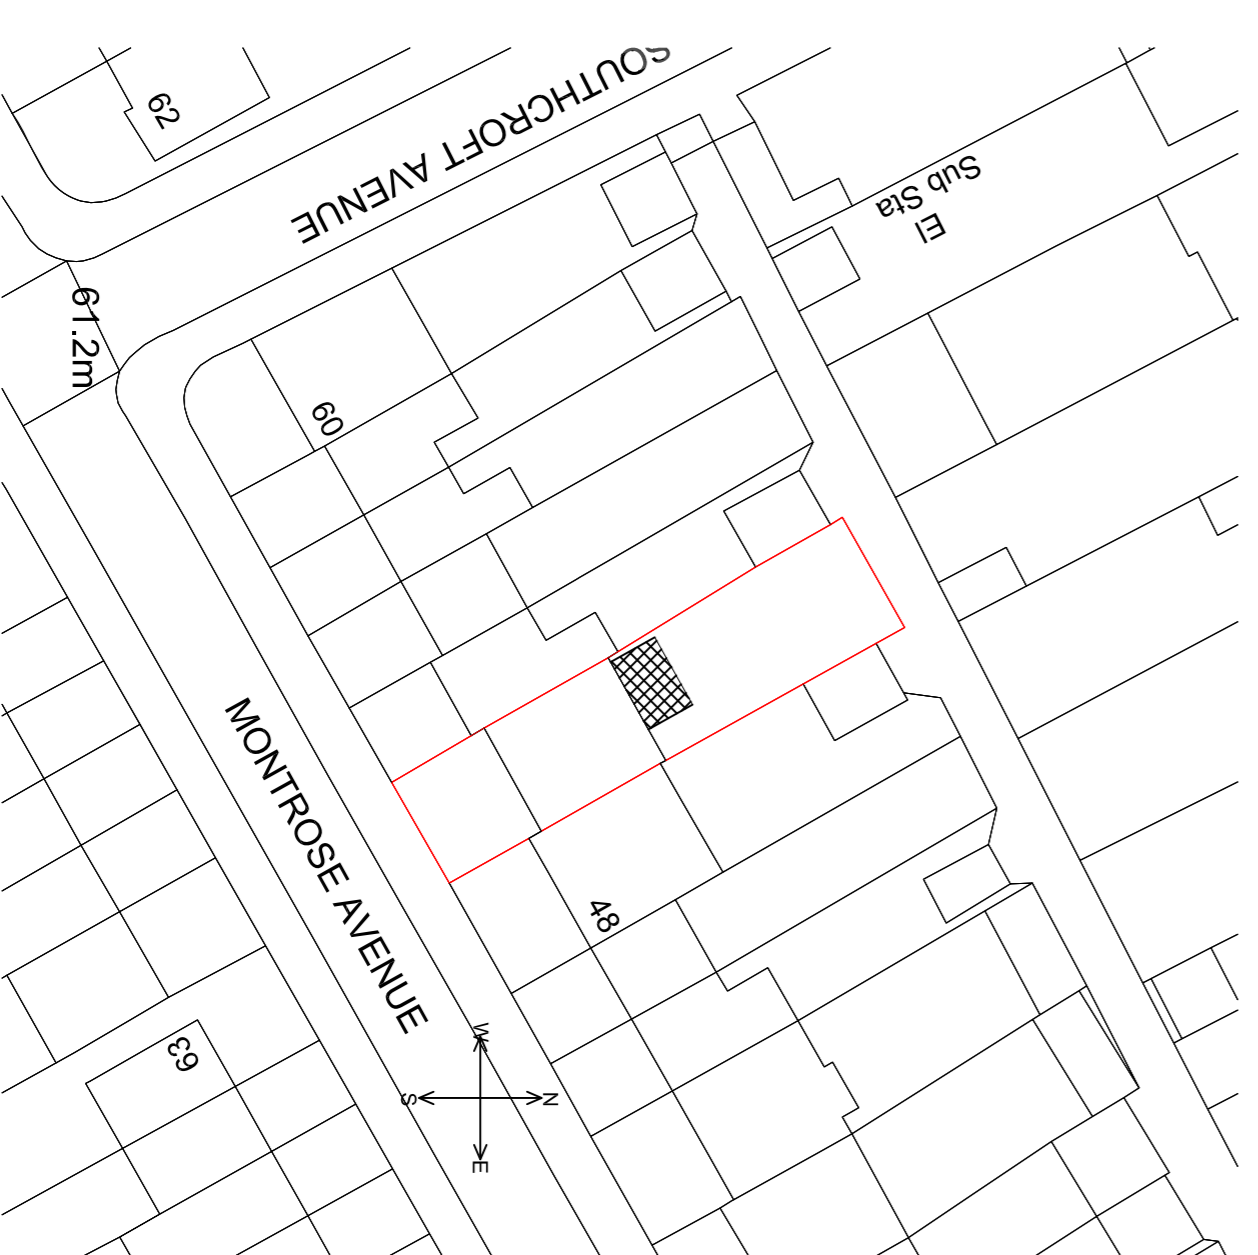 SOUTHCROFT AVENUE
62
El
Sub Sta
61.2m
60
MONTROSE AVENUE
48
63
W
S
N
E